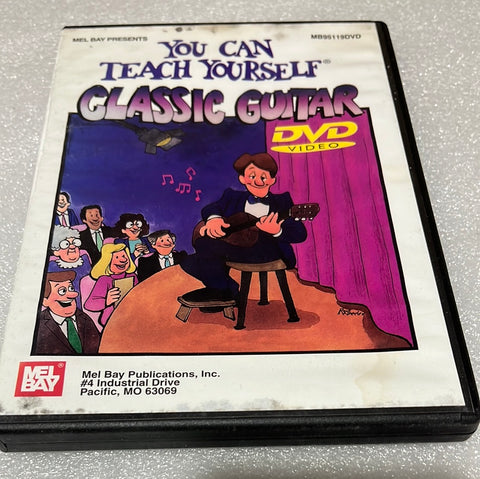 MEL BAY PRESENTS
MB95119DVD
YOU CAN
TEACH YOURSELF®
CLASSIC GUITAR
DVD
VIDEO
MEL
BAY
Mel Bay Publications, Inc.
#4 Industrial Drive
Pacific, MO 63069